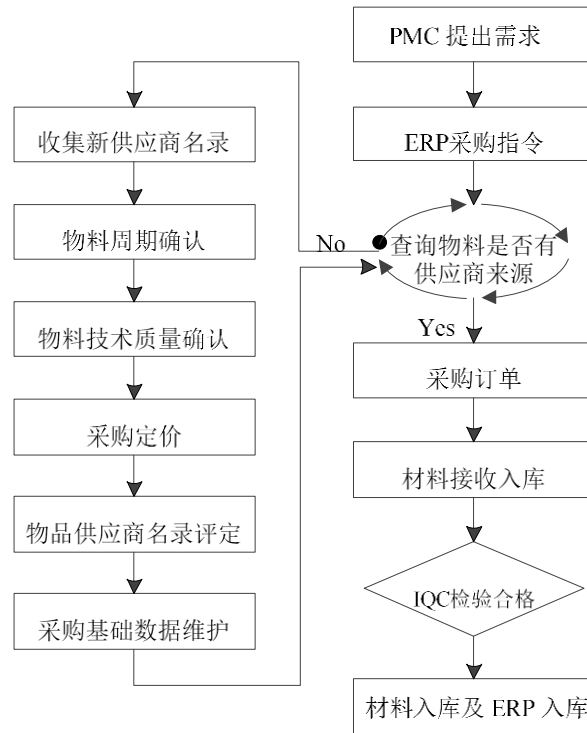 PMC 提出需求
ERP采购指令
查询物料是否有
供应商来源
No
Yes
收集新供应商名录
物料周期确认
物料技术质量确认
采购定价
物品供应商名录评定
采购基础数据维护
采购订单
材料接收入库
IQC检验合格
材料入库及 ERP 入库